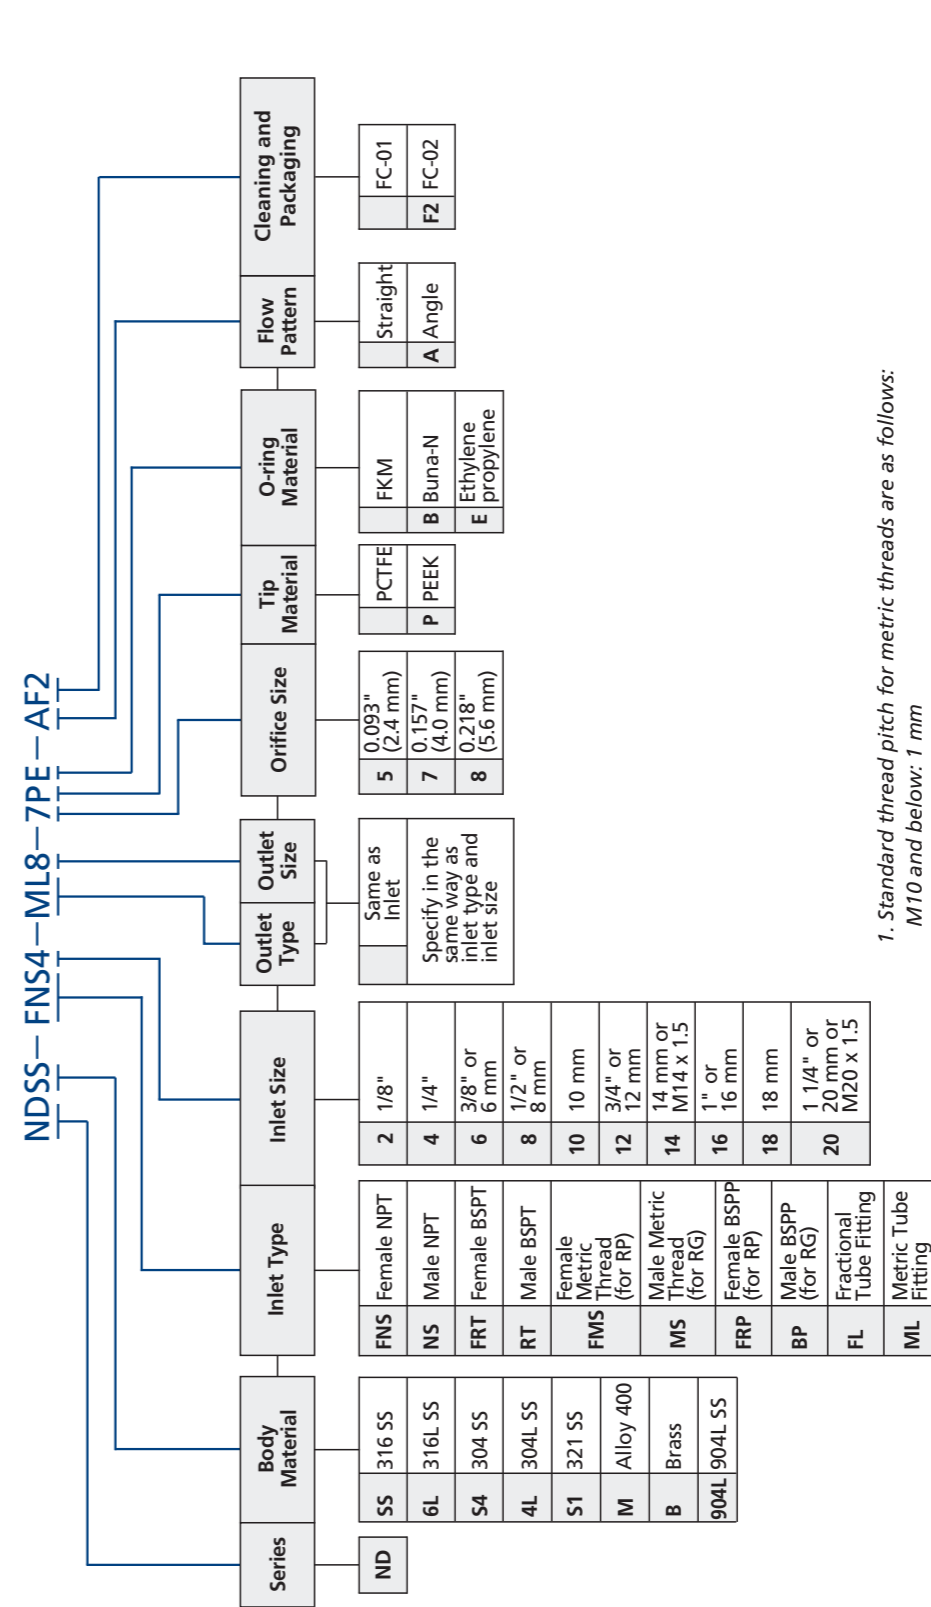 NDSS— FNS4—ML8—7PE—AF2
Series
Body
Material
Inlet Type
Inlet Size
Outlet
Type
Outlet
Size
Orifice Size
Tip
Material
O-ring
Material
Flow
Pattern
Cleaning and
Packaging
ND
SS 316 SS
6L 316L SS
S4 304 SS
4L 304L SS
S1 321 SS
M Alloy 400
B Brass
904L 904L SS
FNS Female NPT
NS Male NPT
FRT Female BSPT
RT Male BSPT
FMS Female
Metric
Thread
(for RP)
MS Male Metric
Thread
(for RG)
FRP Female BSPP
(for RP)
BP Male BSPP
(for RG)
FL Fractional
Tube Fitting
ML Metric Tube
Fitting
2 1/8"
4 1/4"
6 3/8" or
6 mm
8 1/2" or
8 mm
10 10 mm
12 3/4" or
12 mm
14 14 mm or
M14 x 1.5
16 1" or
16 mm
18 18 mm
20 1 1/4" or
20 mm or
M20 x 1.5
Same as
Inlet
Specify in the
same way as
inlet type and
inlet size
5 0.093"
(2.4 mm)
7 0.157"
(4.0 mm)
8 0.218"
(5.6 mm)
PCTFE
P PEEK
FKM
B Buna-N
E Ethylene
propylene
Straight
A Angle
FC-01
F2 FC-02
1. Standard thread pitch for metric threads are as follows:
M10 and below: 1 mm